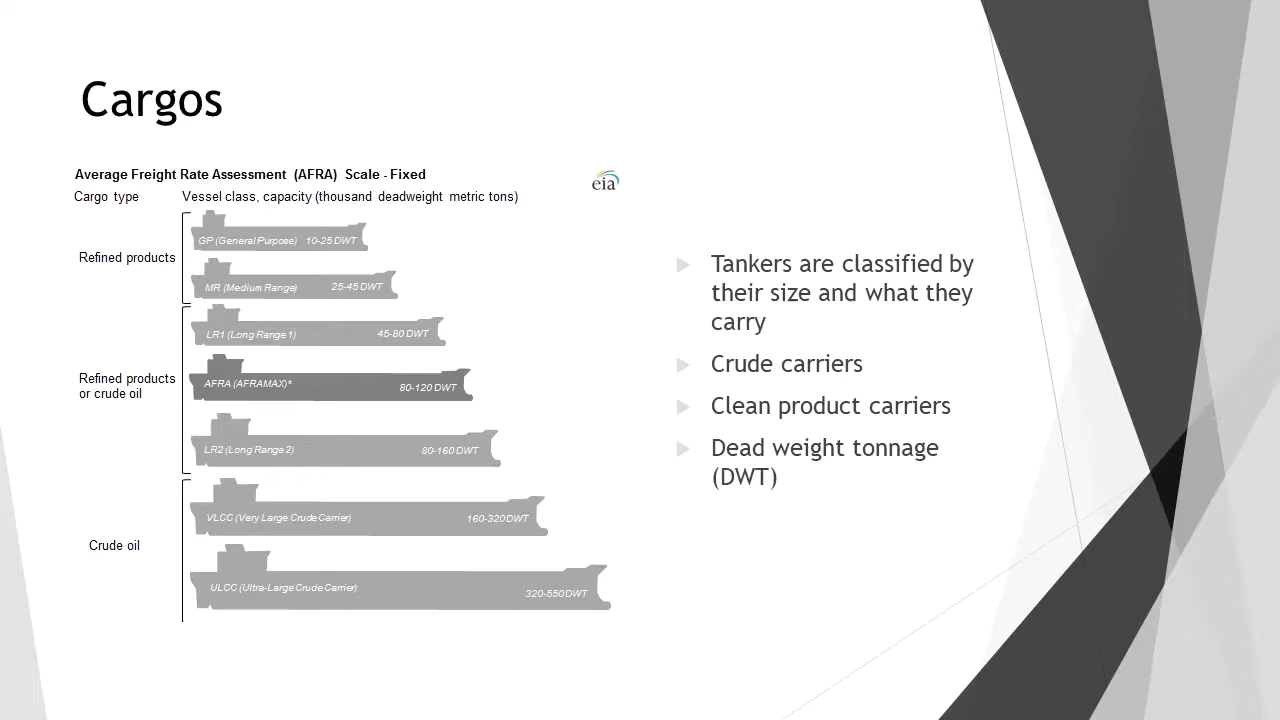 Cargos
Average Freight Rate Assessment (AFRA) Scale - Fixed
eia
Cargo type
Vessel class, capacity (thousand deadweight metric tons)
Refined products
GP (General Purpose) 10-25 DWT
MR (Medium Range) 25-45 DWT
Refined products
or crude oil
LR1 (Long Range 1) 45-80 DWT
AFRA (AFRAMAX)* 80-120 DWT
LR2 (Long Range 2) 80-160 DWT
Crude oil
VLCC (Very Large Crude Carrier) 160-320 DWT
ULCC (Ultra-Large Crude Carrier) 320-550 DWT
Tankers are classified by
their size and what they
carry
Crude carriers
Clean product carriers
Dead weight tonnage
(DWT)